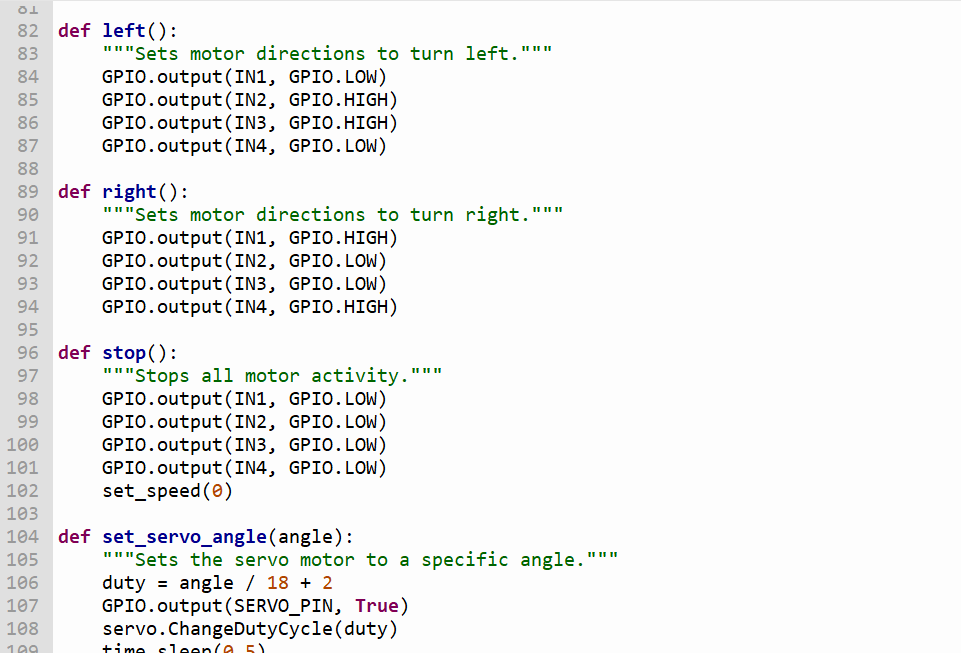 81
82 def left():
83     """Sets motor directions to turn left."""
84     GPIO.output(IN1, GPIO.LOW)
85     GPIO.output(IN2, GPIO.HIGH)
86     GPIO.output(IN3, GPIO.HIGH)
87     GPIO.output(IN4, GPIO.LOW)
88
89 def right():
90     """Sets motor directions to turn right."""
91     GPIO.output(IN1, GPIO.HIGH)
92     GPIO.output(IN2, GPIO.LOW)
93     GPIO.output(IN3, GPIO.LOW)
94     GPIO.output(IN4, GPIO.HIGH)
95
96 def stop():
97     """Stops all motor activity."""
98     GPIO.output(IN1, GPIO.LOW)
99     GPIO.output(IN2, GPIO.LOW)
100     GPIO.output(IN3, GPIO.LOW)
101     GPIO.output(IN4, GPIO.LOW)
102     set_speed(0)
103
104 def set_servo_angle(angle):
105     """Sets the servo motor to a specific angle."""
106     duty = angle / 18 + 2
107     GPIO.output(SERVO_PIN, True)
108     servo.ChangeDutyCycle(duty)
109     time.sleep(0.5)